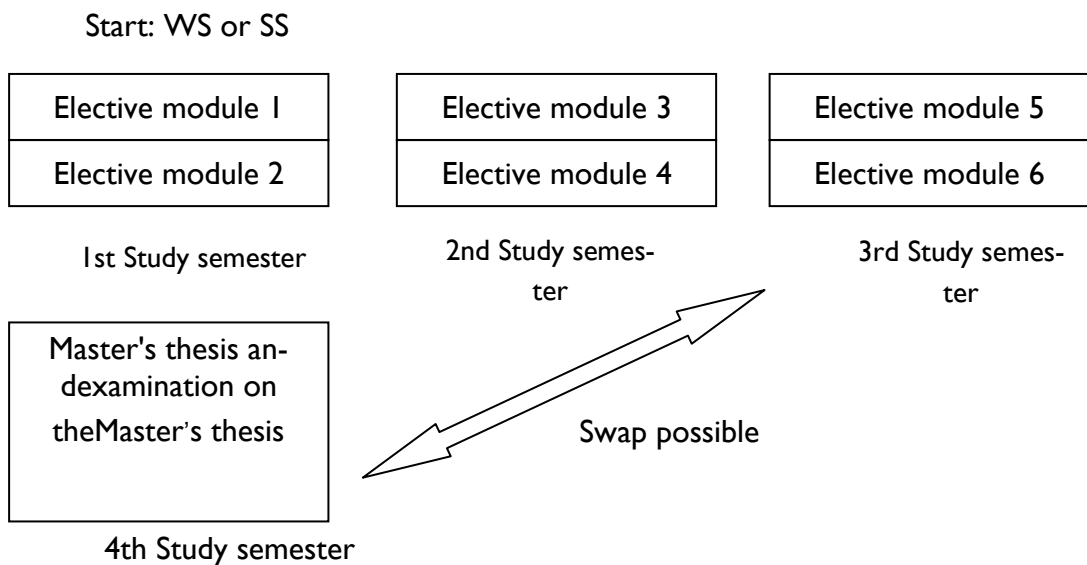 Start: WS or SS
Elective module 1
Elective module 2
1st Study semester
Elective module 3
Elective module 4
2nd Study semes-
ter
Elective module 5
Elective module 6
3rd Study semes-
ter
Master's thesis an-
dexamination on
theMaster's thesis
4th Study semester
Swap possible